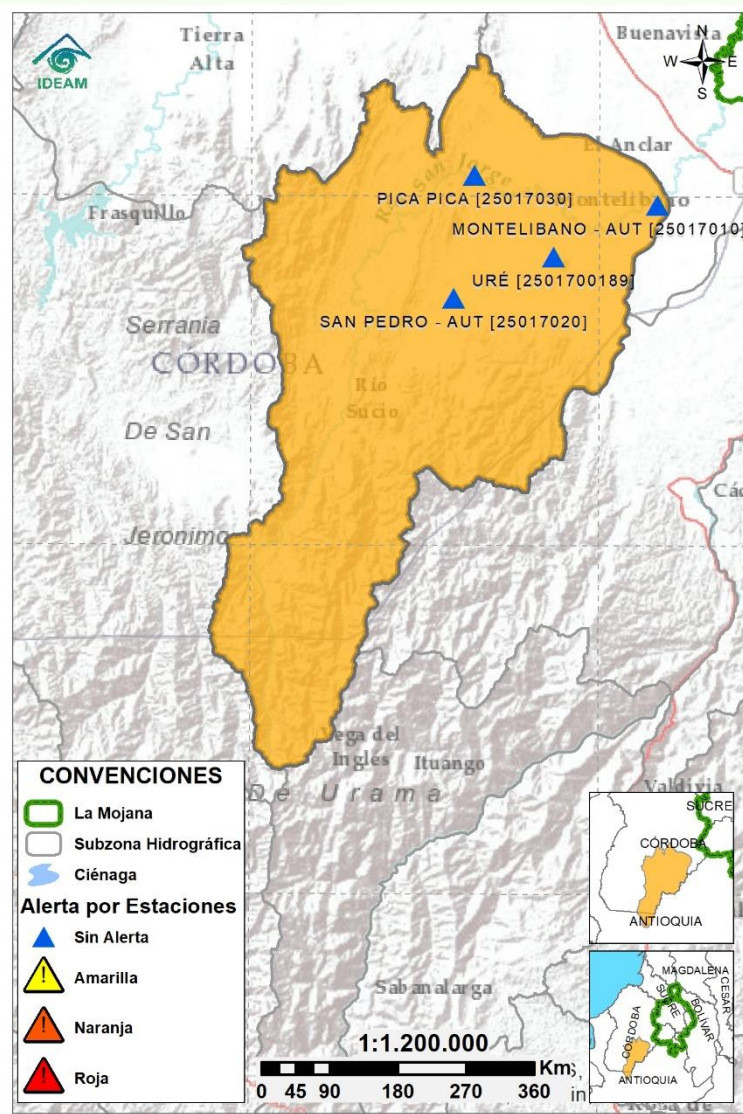 IDEAM
Tierra
Alta
Buenavista
N
W E
S
El Anclar
PICA PICA [25017030]
Frasquillo
MONTELIBANO - AUT [25017010]
URÉ [2501700189]
SAN PEDRO - AUT [25017020]
Serrania
CÓRDOBA
Río
Sucio
De San
Jeronimo
Vega del
Ingles
Ituango
De Urama
Valdivia
Sabanalarga
CONVENCIONES
La Mojana
Subzona Hidrográfica
Ciénaga
Alerta por Estaciones
Sin Alerta
Amarilla
Naranja
Roja
1:1.200.000
Kms
0 45 90 180 270 360
SUCRE
CÓRDOBA
ANTIOQUIA
MAGDALENA
CESAR
SUCRE
BOLÍVAR
CÓRDOBA
ANTIOQUIA